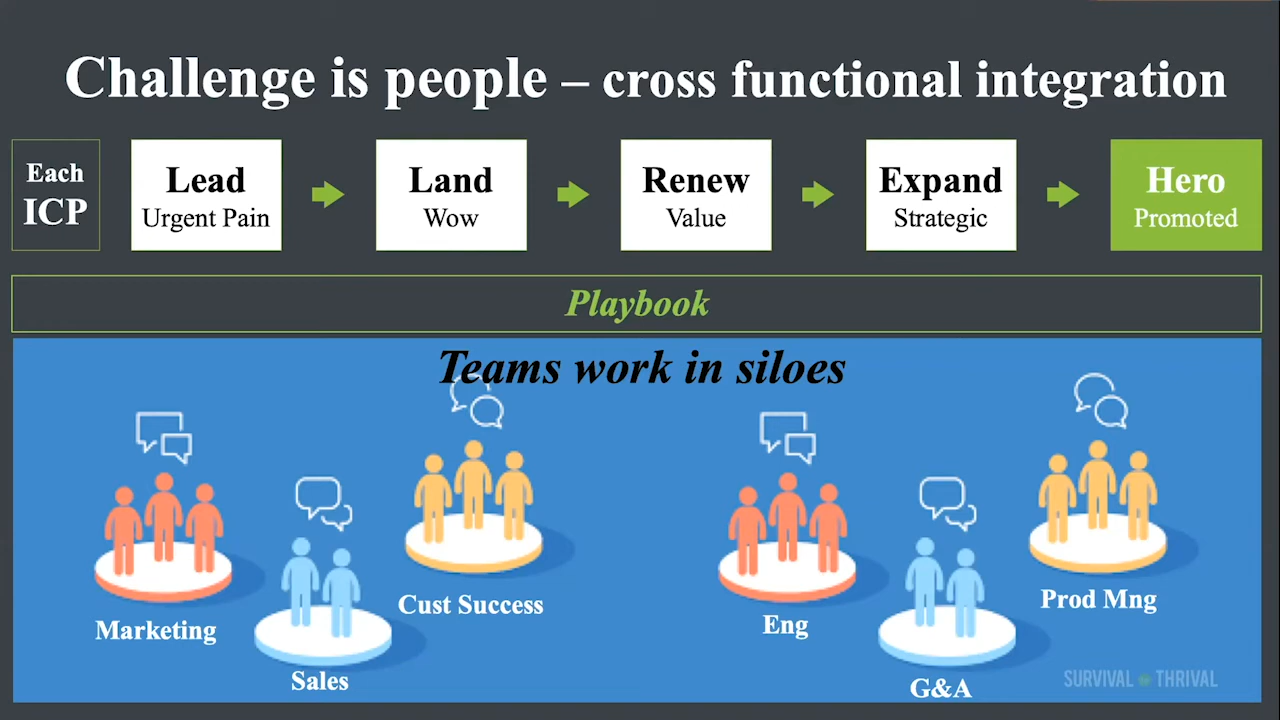 Challenge is people – cross functional integration
Each
ICP
Lead
Urgent Pain
Land
Wow
Renew
Value
Expand
Strategic
Hero
Promoted
Playbook
Teams work in siloes
Marketing
Sales
Cust Success
Eng
G&A
Prod Mng
SURVIVAL TO THRIVAL